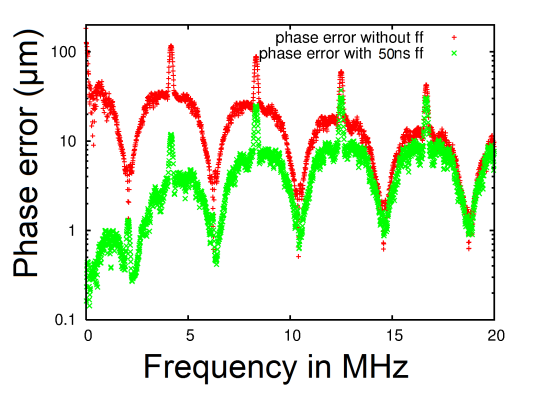 phase error without ff
phase error with 50ns ff
Phase error (µm)
100
10
1
0.1
0
5
10
15
20
Frequency in MHz